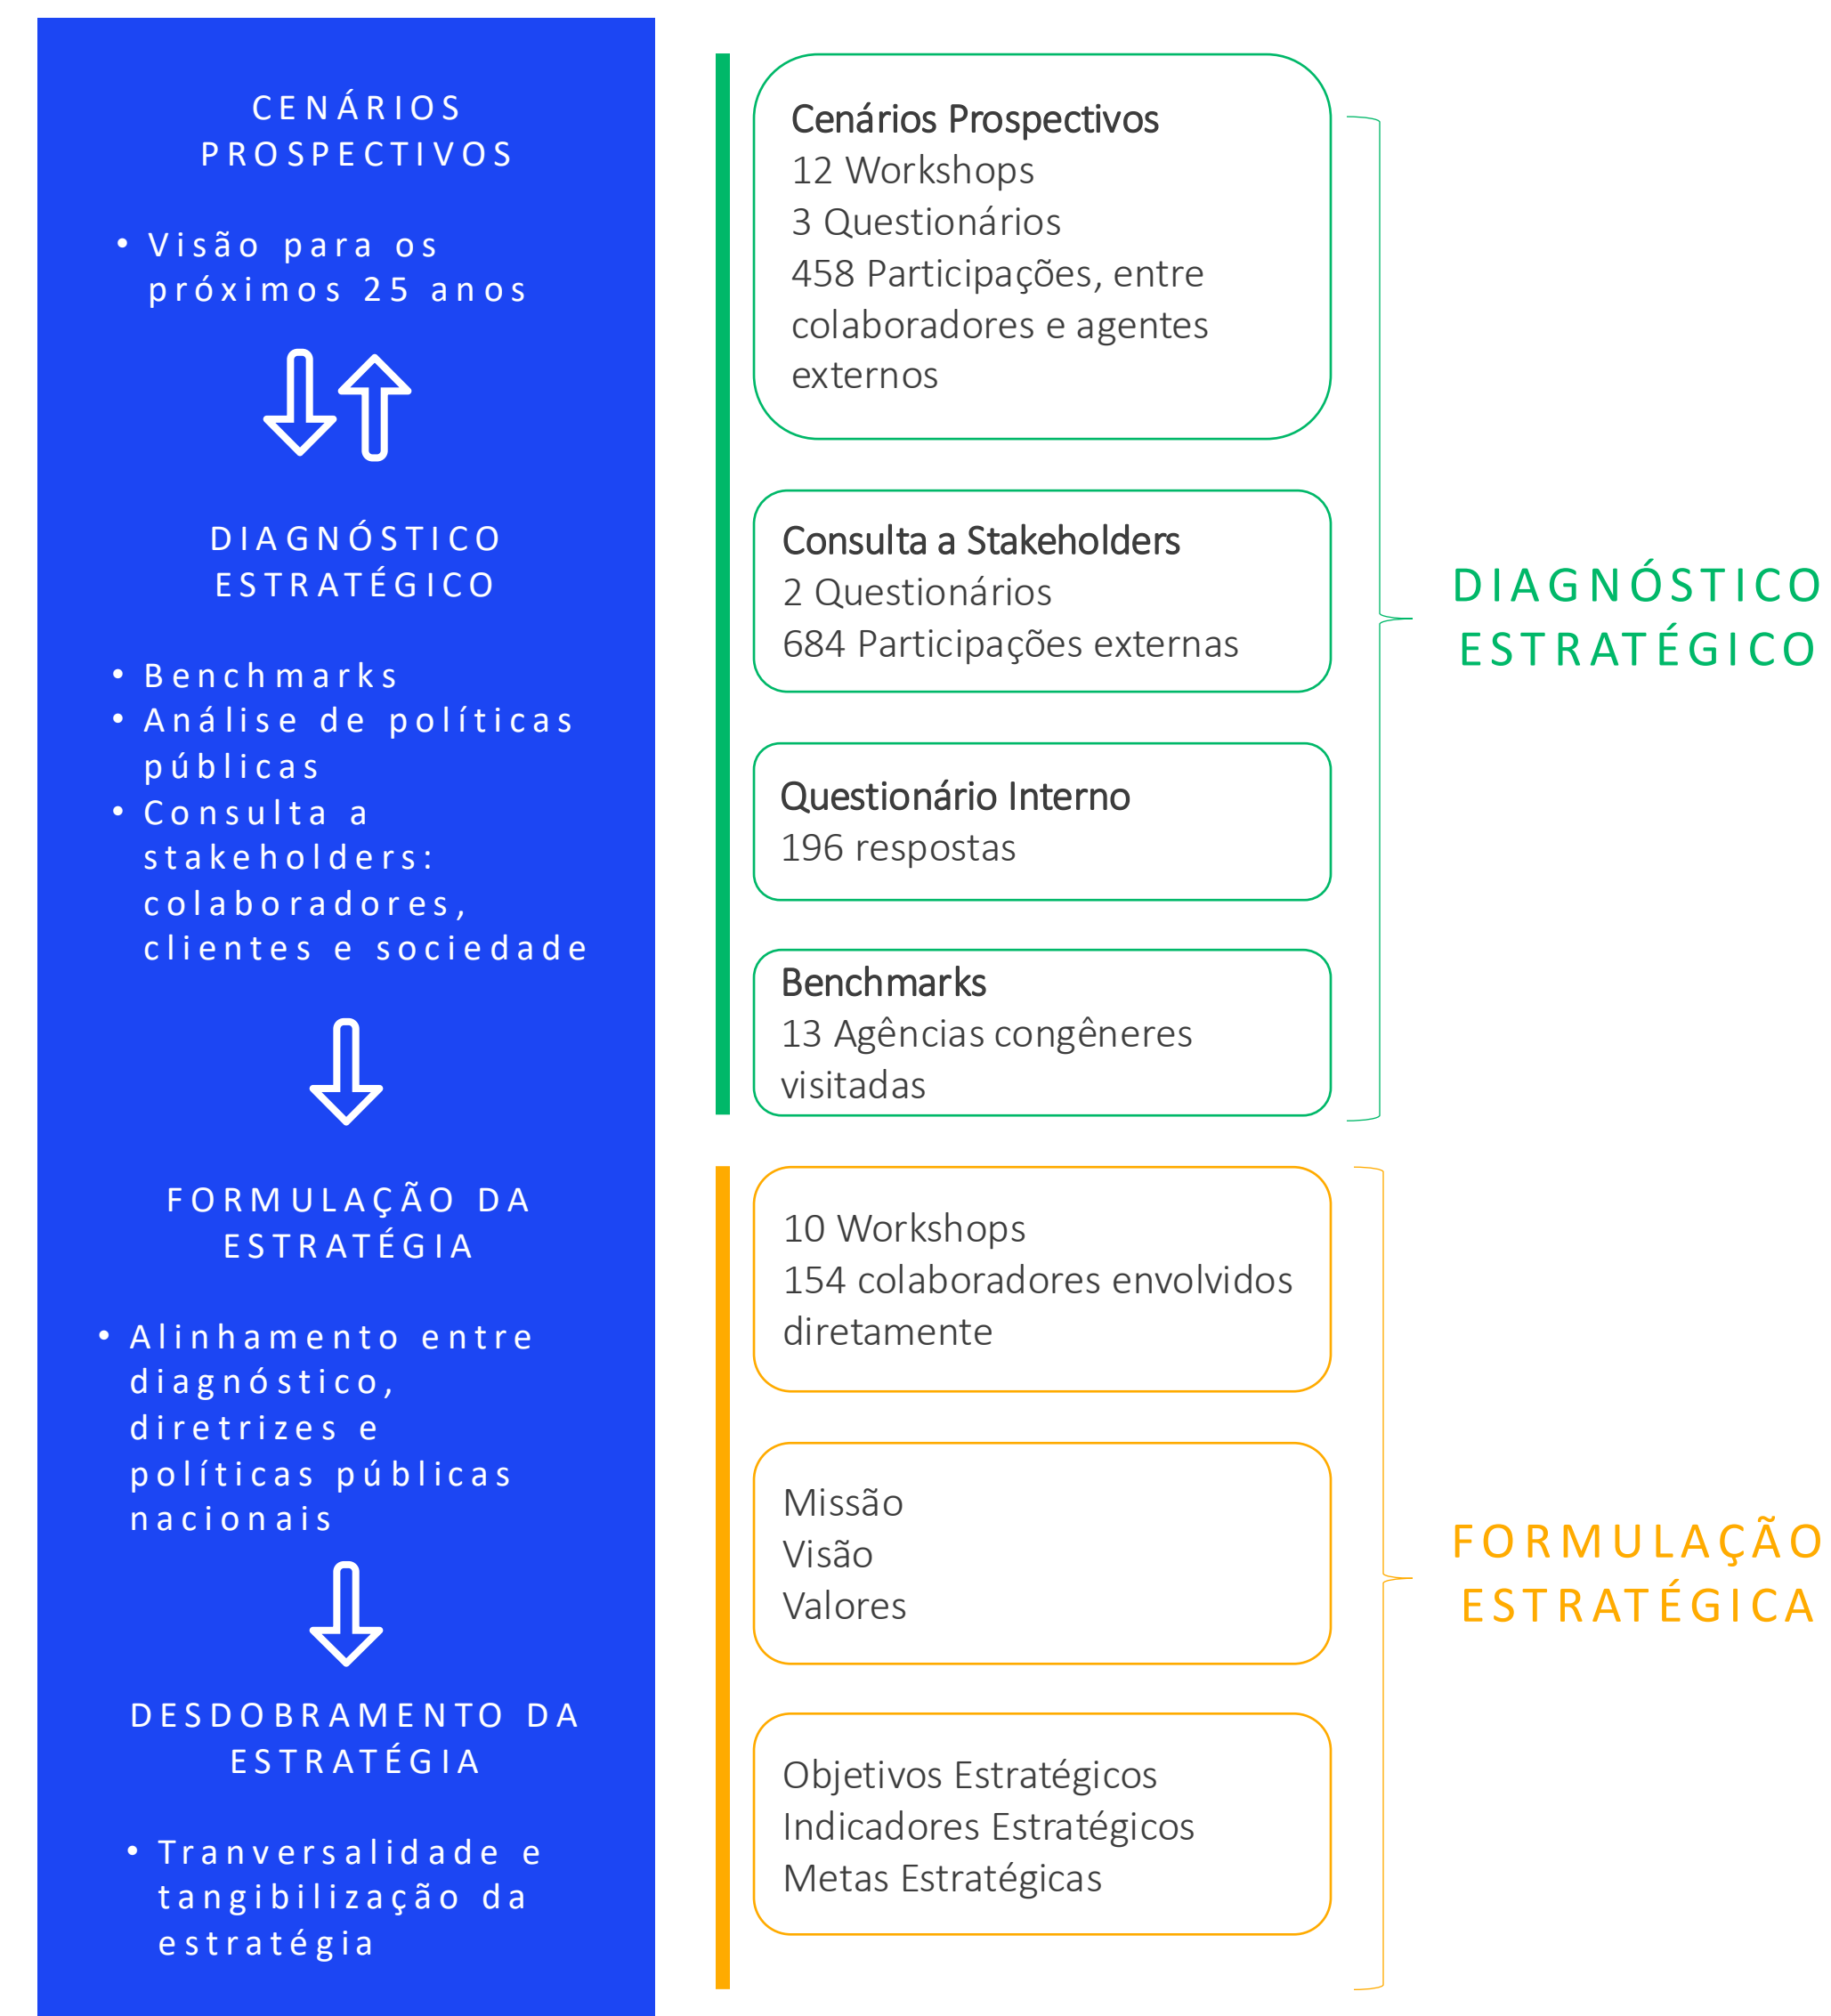 CENÁRIOS
PROSPECTIVOS
• Visão para os
próximos 25 anos
DIAGNÓSTICO
ESTRATÉGICO
• Benchmarks
• Análise de políticas
públicas
• Consulta a
stakeholders:
colaboradores,
clientes e sociedade
FORMULAÇÃO DA
ESTRATÉGIA
• Alinhamento entre
diagnóstico,
diretrizes e
políticas públicas
nacionais
DESDOBRAMENTO DA
ESTRATÉGIA
• Tranversalidade e
tangibilização da
estratégia
Cenários Prospectivos
12 Workshops
3 Questionários
458 Participações, entre
colaboradores e agentes
externos
Consulta a Stakeholders
2 Questionários
684 Participações externas
Questionário Interno
196 respostas
Benchmarks
13 Agências congêneres
visitadas
DIAGNÓSTICO
ESTRATÉGICO
10 Workshops
154 colaboradores envolvidos
diretamente
Missão
Visão
Valores
Objetivos Estratégicos
Indicadores Estratégicos
Metas Estratégicas
FORMULAÇÃO
ESTRATÉGICA